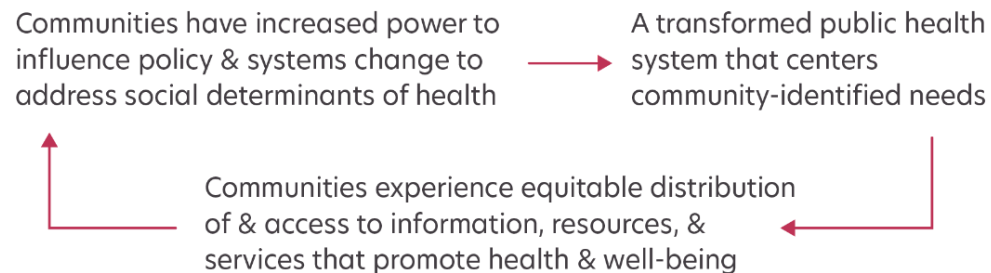 Communities have increased power to
influence policy & systems change to
address social determinants of health
A transformed public health
system that centers
community-identified needs
Communities experience equitable distribution
of & access to information, resources, &
services that promote health & well-being